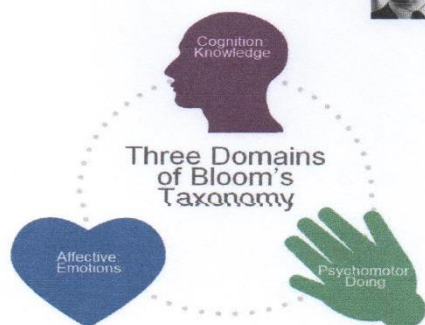 Cognition
Knowledge
Three Domains
of Bloom's
Taxonomy
Affective
Emotions
Psychomotor
Doing